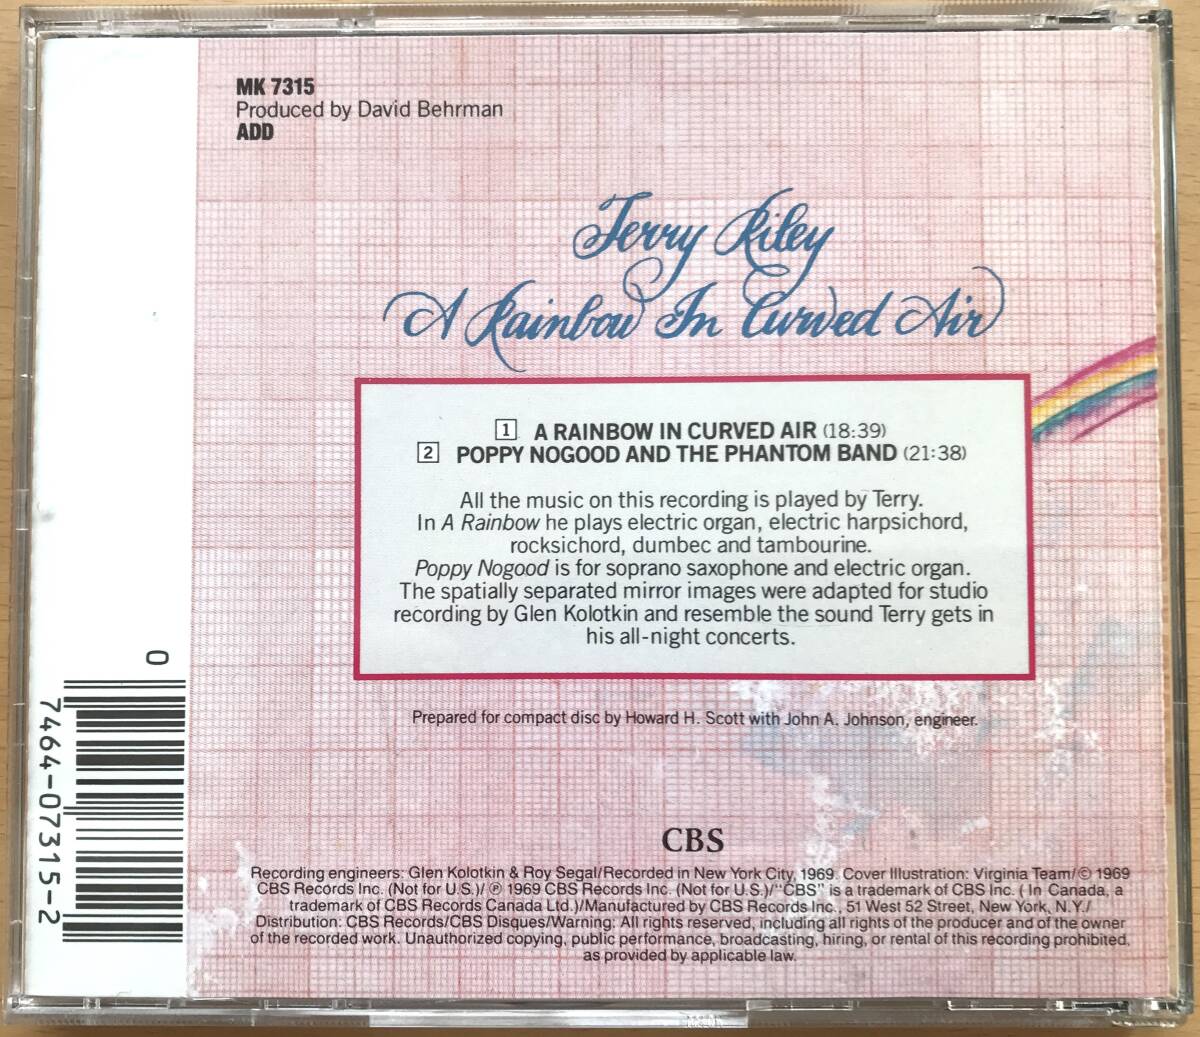 MK 7315
Produced by David Behrman
ADD
Terry Riley
A Rainbow In Curved Air
1 A RAINBOW IN CURVED AIR (18:39)
2 POPPY NOGOOD AND THE PHANTOM BAND (21:38)
All the music on this recording is played by Terry.
In A Rainbow he plays electric organ, electric harpsichord,
rocksichord, dumbec and tambourine.
Poppy Nogood is for soprano saxophone and electric organ.
The spatially separated mirror images were adapted for studio
recording by Glen Kolotkin and resemble the sound Terry gets in
his all-night concerts.
Prepared for compact disc by Howard H. Scott with John A. Johnson, engineer.
CBS
Recording engineers: Glen Kolotkin & Roy Segal/Recorded in New York City, 1969. Cover Illustration: Virginia Team/© 1969
CBS Records Inc. (Not for U.S.)/ ℗ 1969 CBS Records Inc. (Not for U.S.)/"CBS" is a trademark of CBS Inc. ( In Canada, a
trademark of CBS Records Canada Ltd.)/Manufactured by CBS Records Inc., 51 West 52 Street, New York, N.Y./
Distribution: CBS Records/CBS Disques/Warning: All rights reserved, including all rights of the producer and of the owner
of the recorded work. Unauthorized copying, public performance, broadcasting, hiring, or rental of this recording prohibited,
as provided by applicable law.
0
7464-07315-2